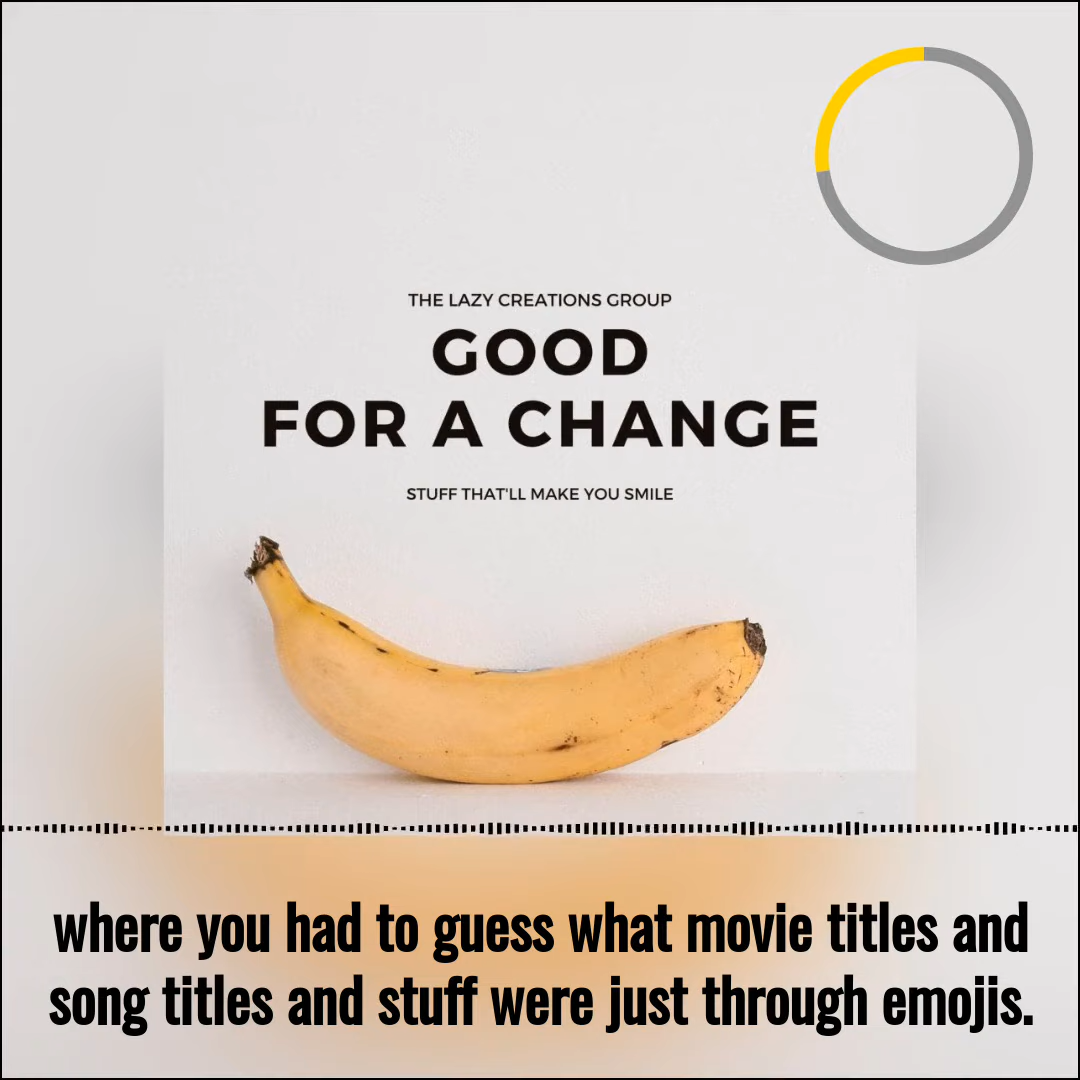 THE LAZY CREATIONS GROUP
GOOD
FOR A CHANGE
STUFF THAT'LL MAKE YOU SMILE
where you had to guess what movie titles and
song titles and stuff were just through emojis.